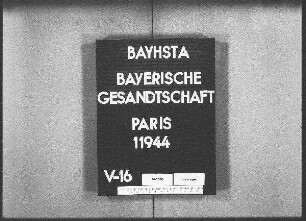 BAYHSTA
BAYERISCHE
GESANDTSCHAFT
PARIS
11944
V-16